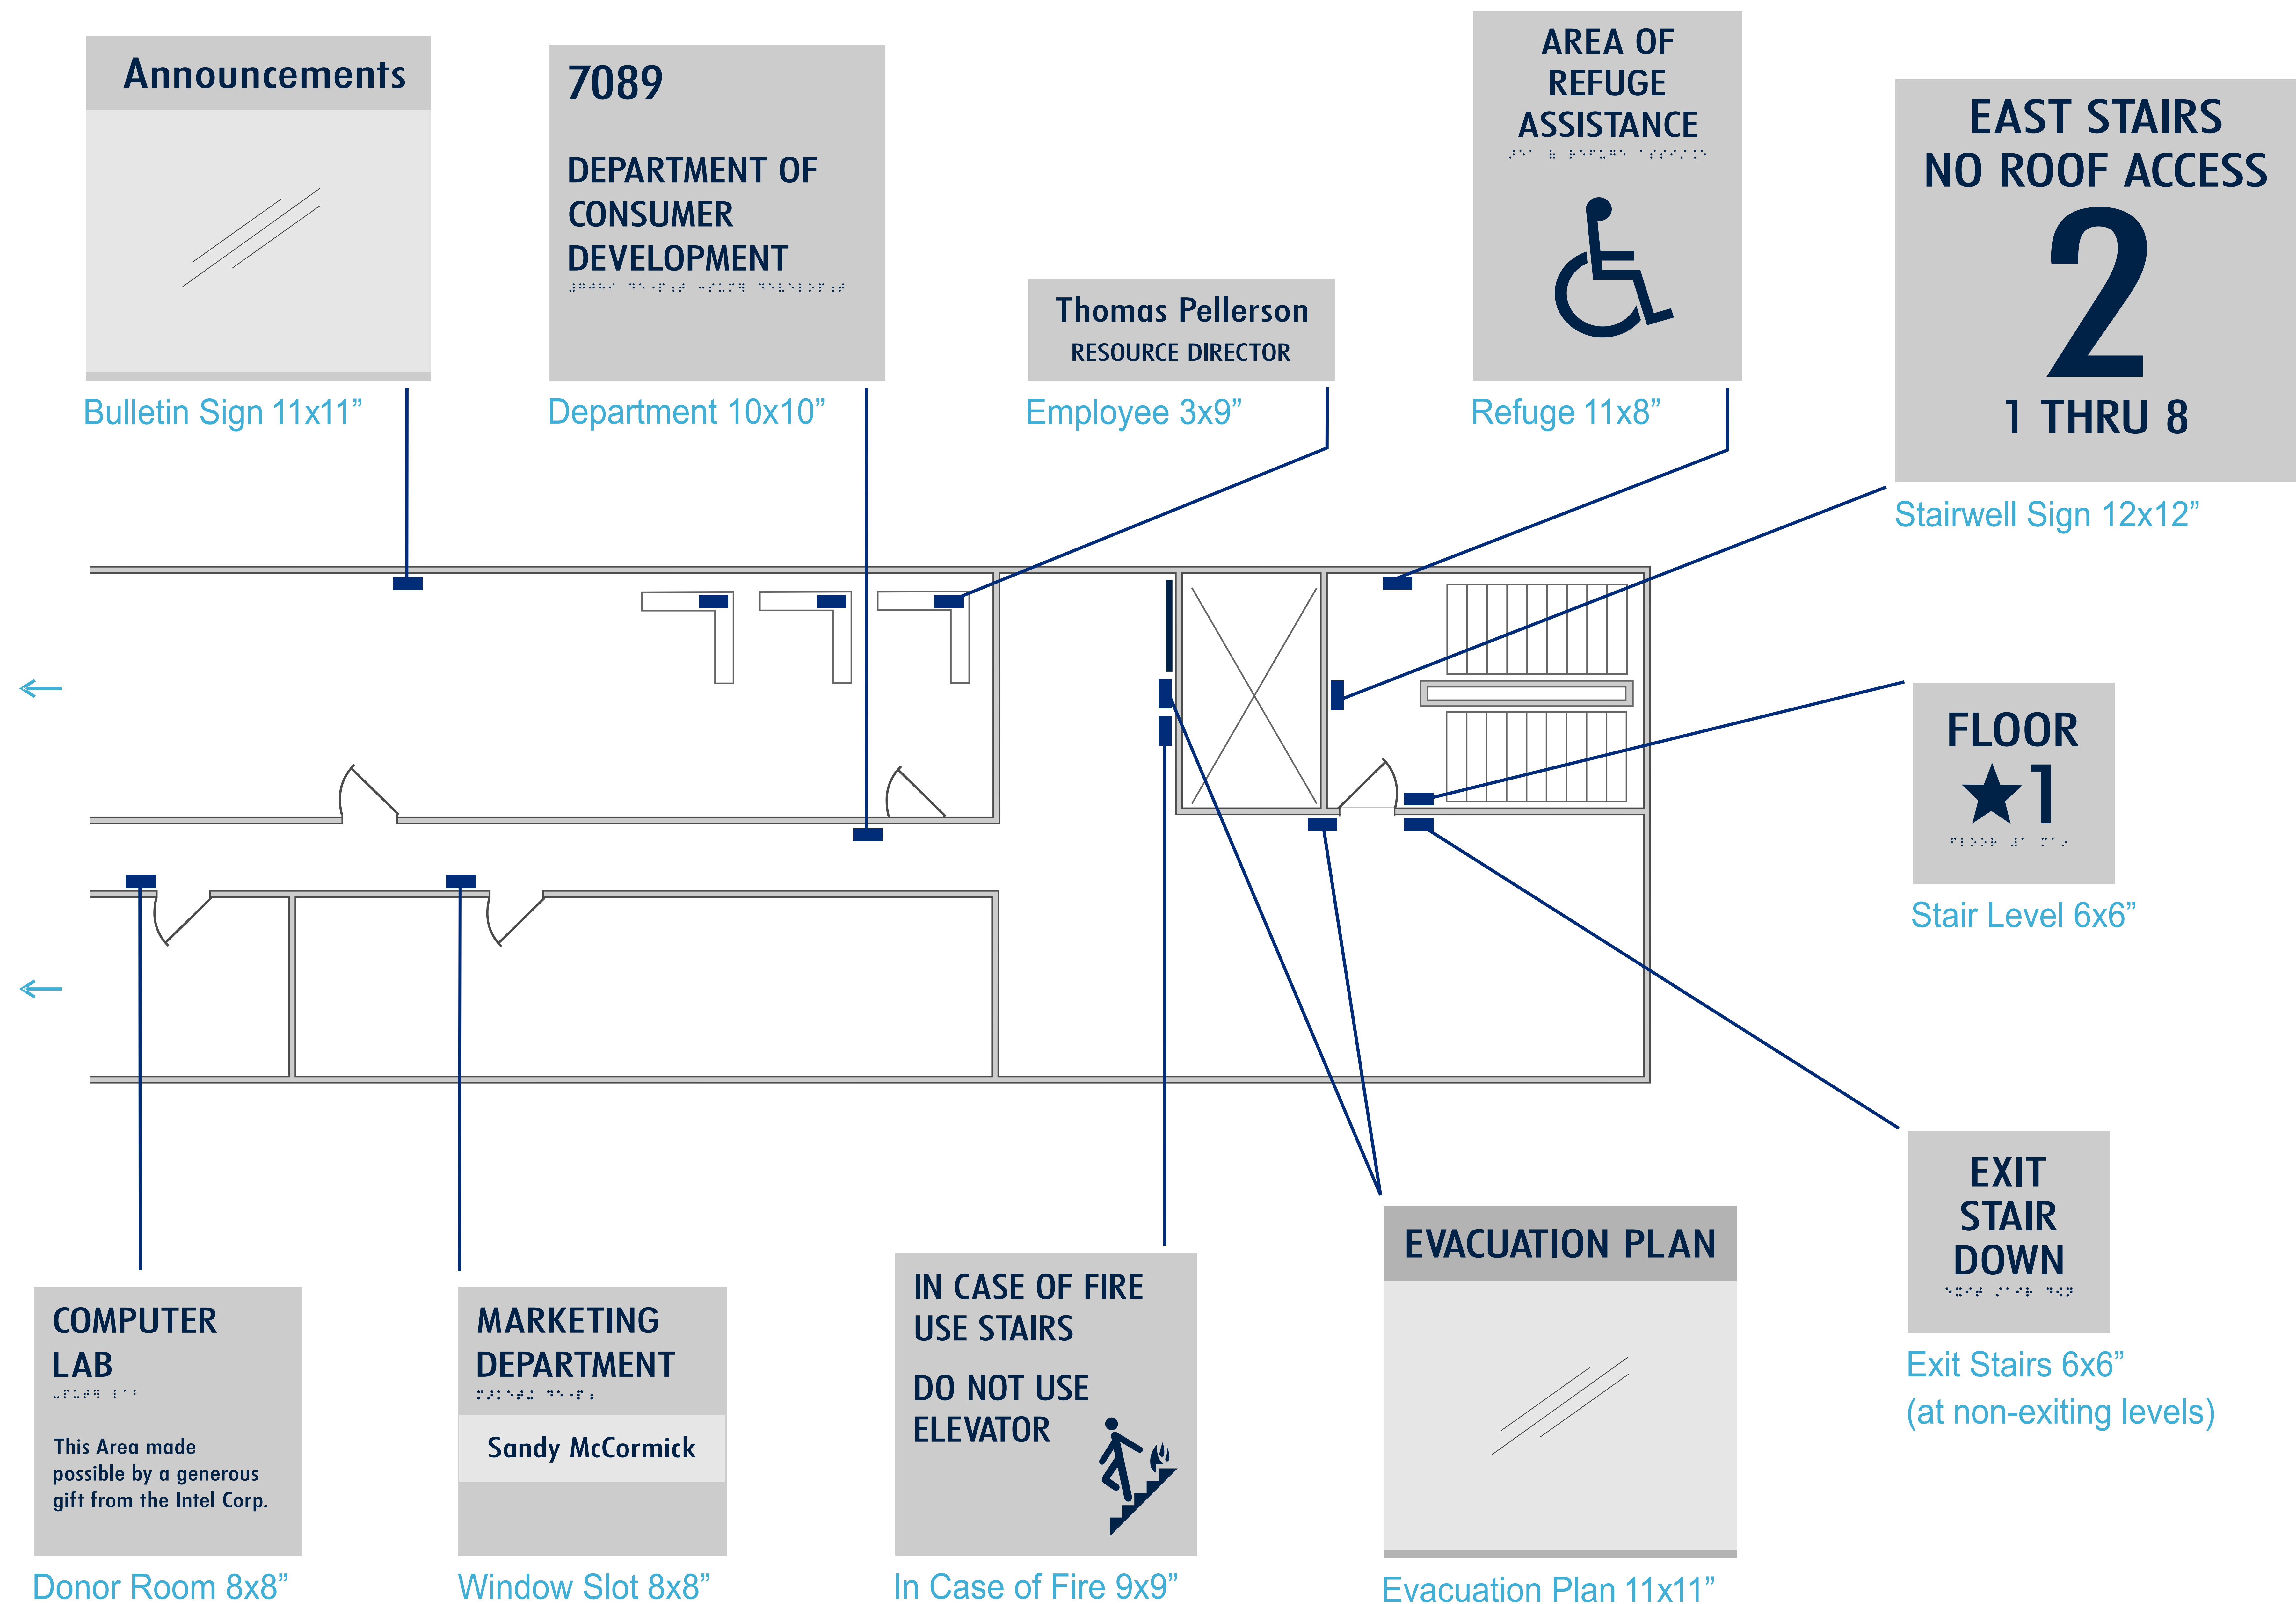 Announcements
Bulletin Sign 11x11”
7089
DEPARTMENT OF
CONSUMER
DEVELOPMENT
⠼⠛⠚⠓⠊ ⠙⠑⠐⠏⠰⠞ ⠒⠎⠥⠍⠻ ⠙⠑⠧⠑⠇⠕⠏⠰⠞
Department 10x10”
Thomas Pellerson
RESOURCE DIRECTOR
Employee 3x9”
AREA OF
REFUGE
ASSISTANCE
Refuge 11x8”
EAST STAIRS
NO ROOF ACCESS
2
1 THRU 8
Stairwell Sign 12x12”
FLOOR
★1
Stair Level 6x6”
EXIT
STAIR
DOWN
Exit Stairs 6x6”
(at non-exiting levels)
COMPUTER
LAB
This Area made
possible by a generous
gift from the Intel Corp.
Donor Room 8x8”
MARKETING
DEPARTMENT
Sandy McCormick
Window Slot 8x8”
IN CASE OF FIRE
USE STAIRS
DO NOT USE
ELEVATOR
In Case of Fire 9x9”
EVACUATION PLAN
Evacuation Plan 11x11”